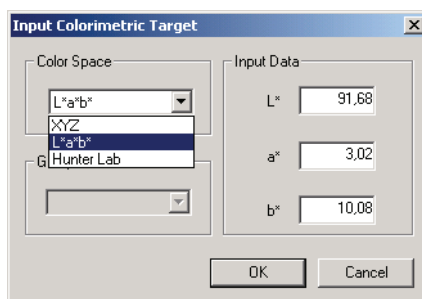 Input Colorimetric Target
Color Space
L*a*b*
XYZ
L*a*b*
Hunter Lab
Input Data
L* 91,68
a* 3,02
b* 10,08
OK Cancel